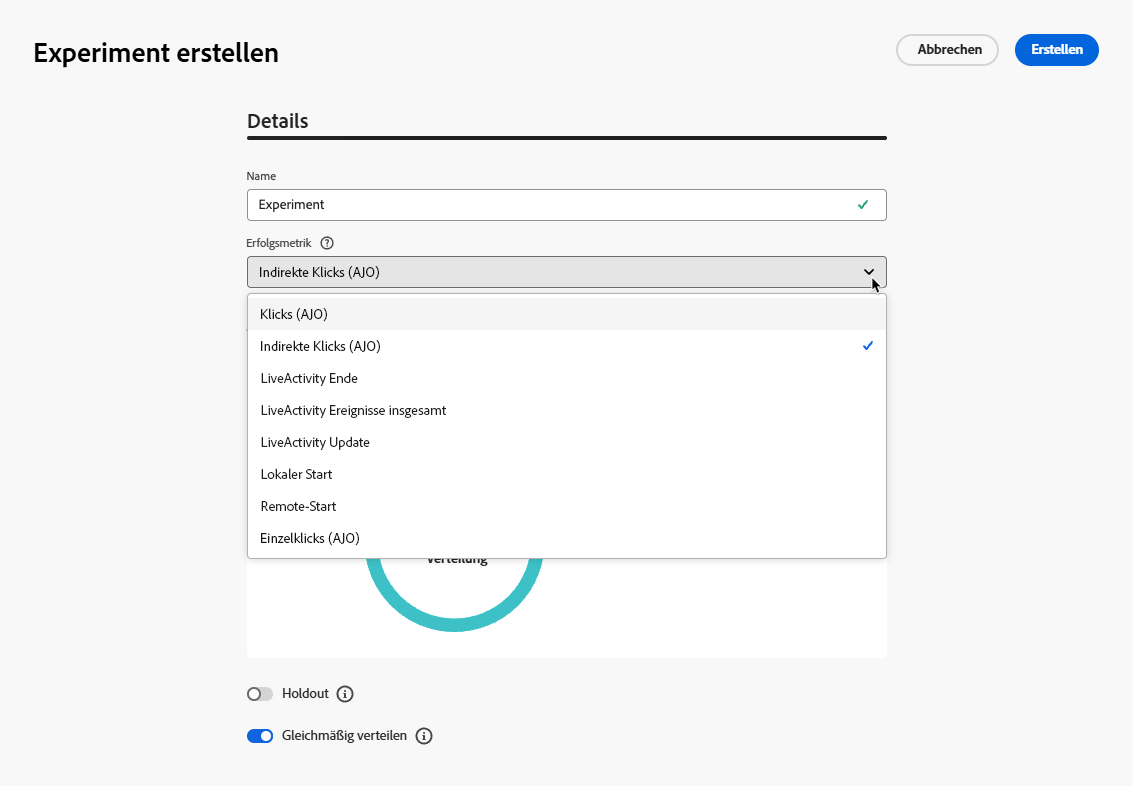 Experiment erstellen
Abbrechen
Erstellen
Details
Name
Experiment
Erfolgsmetrik
Indirekte Klicks (AJO)
Klicks (AJO)
Indirekte Klicks (AJO)
LiveActivity Ende
LiveActivity Ereignisse insgesamt
LiveActivity Update
Lokaler Start
Remote-Start
Einzelklicks (AJO)
Verteilung
Holdout
Gleichmäßig verteilen